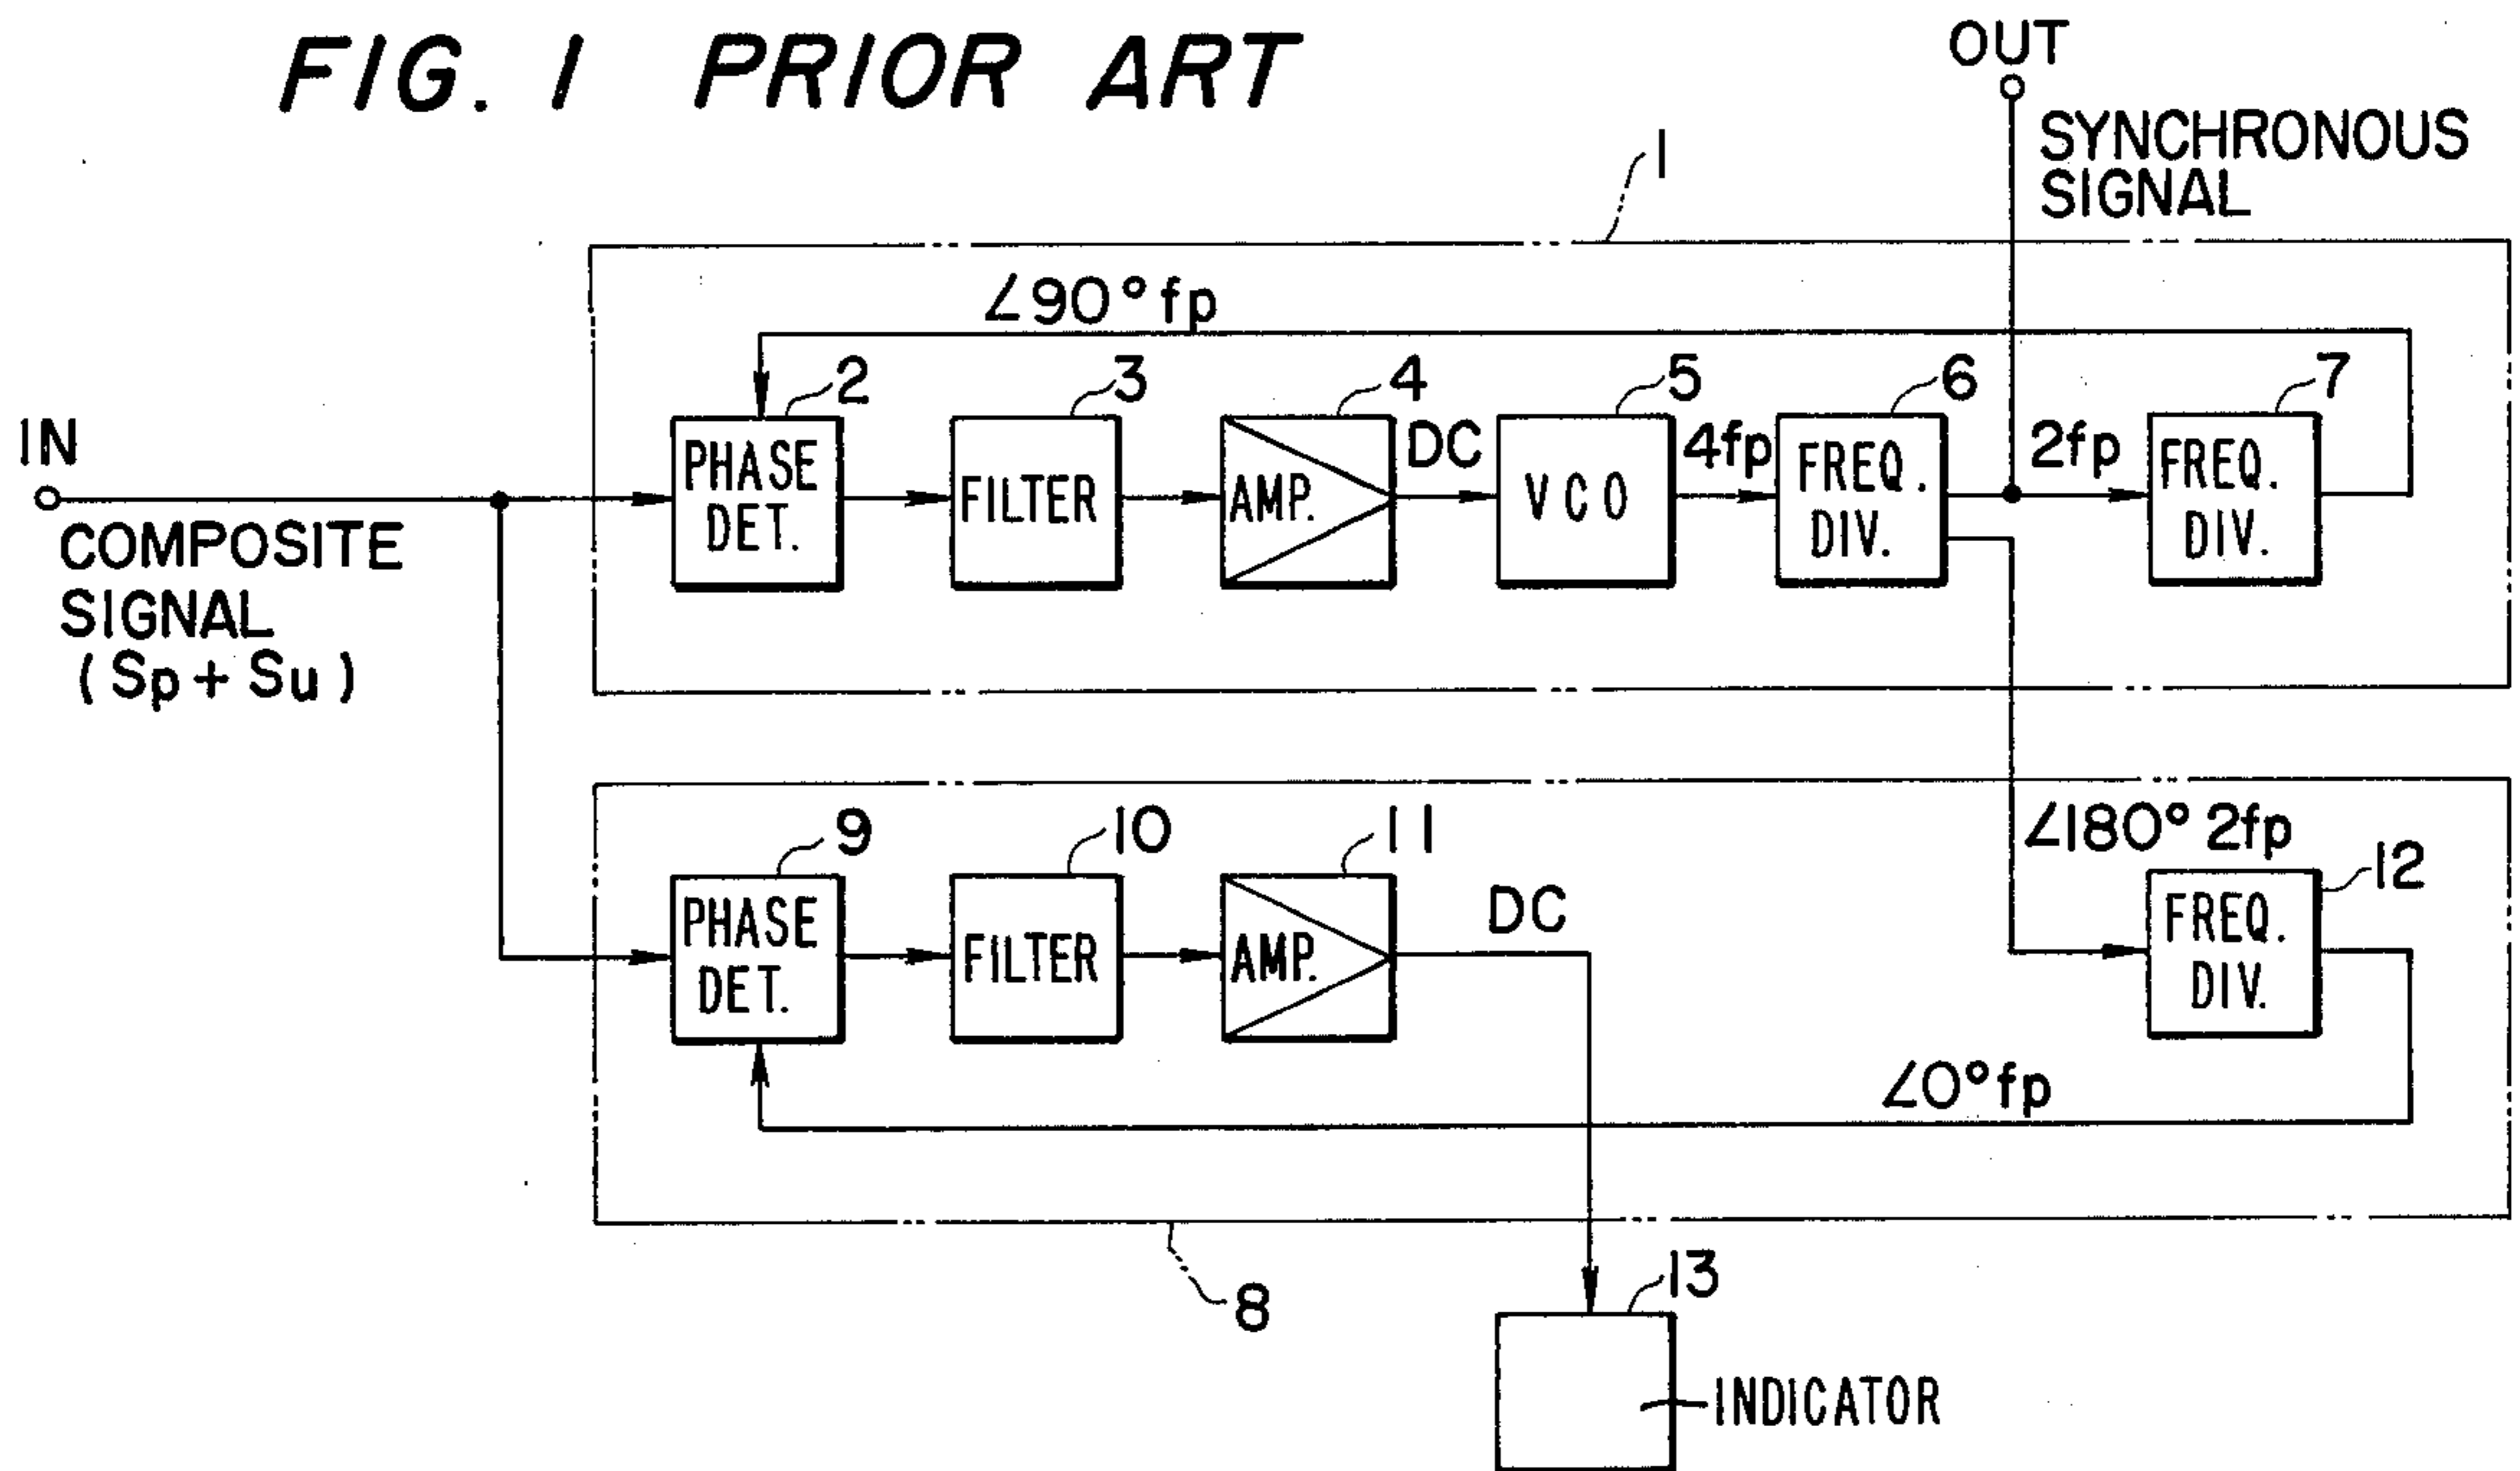 FIG. 1 PRIOR ART
OUT
SYNCHRONOUS
SIGNAL
1
∠90° fp
2
3
4
5
6
7
IN
COMPOSITE
SIGNAL
(Sp + Su)
PHASE
DET.
FILTER
AMP.
DC
VCO
4fp
FREQ.
DIV.
2fp
FREQ.
DIV.
9
10
11
∠180° 2fp
12
PHASE
DET.
FILTER
AMP.
DC
FREQ.
DIV.
∠0° fp
8
13
INDICATOR